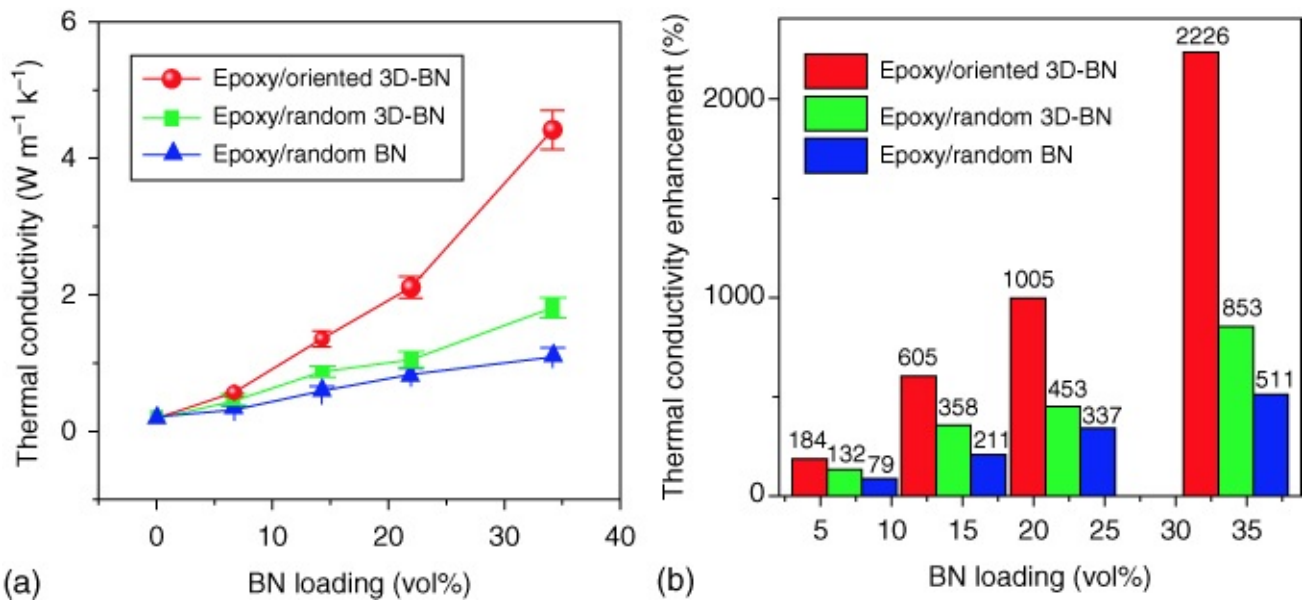 Thermal conductivity (W m⁻¹ k⁻¹)
6
4
2
0
Epoxy/oriented 3D-BN
Epoxy/random 3D-BN
Epoxy/random BN
0 10 20 30 40
BN loading (vol%)
(a)
Thermal conductivity enhancement (%)
2000
1000
0
Epoxy/oriented 3D-BN
Epoxy/random 3D-BN
Epoxy/random BN
184 132 79
605 358 211
1005 453 337
2226 853 511
5 10 15 20 25 30 35
BN loading (vol%)
(b)